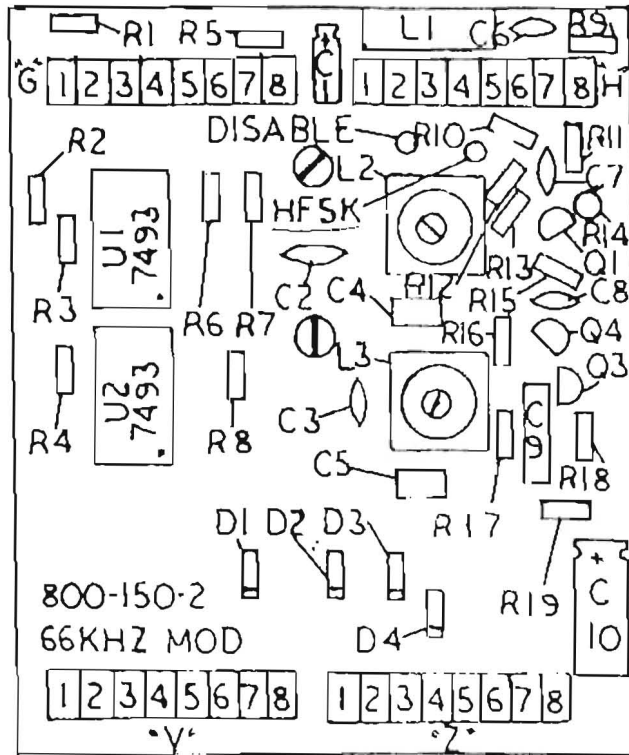 R1 R5 C1 L1 C6 R9
"G" 1 2 3 4 5 6 7 8 1 2 3 4 5 6 7 8 "H"
DISABLE R10 R11
R2 L2 C7
HFSK
U1 7493
R14
R3 R6 R7 C2 C4 R12 R13 Q1
R15 C8
R16 Q4
L3
U2 7493
Q3
R4 R8 C3 C9
C5 R18
R17
D1 D2 D3
+
800-150-2 R19 C10
66KHZ MOD D4
1 2 3 4 5 6 7 8 1 2 3 4 5 6 7 8
"Y" "Z"